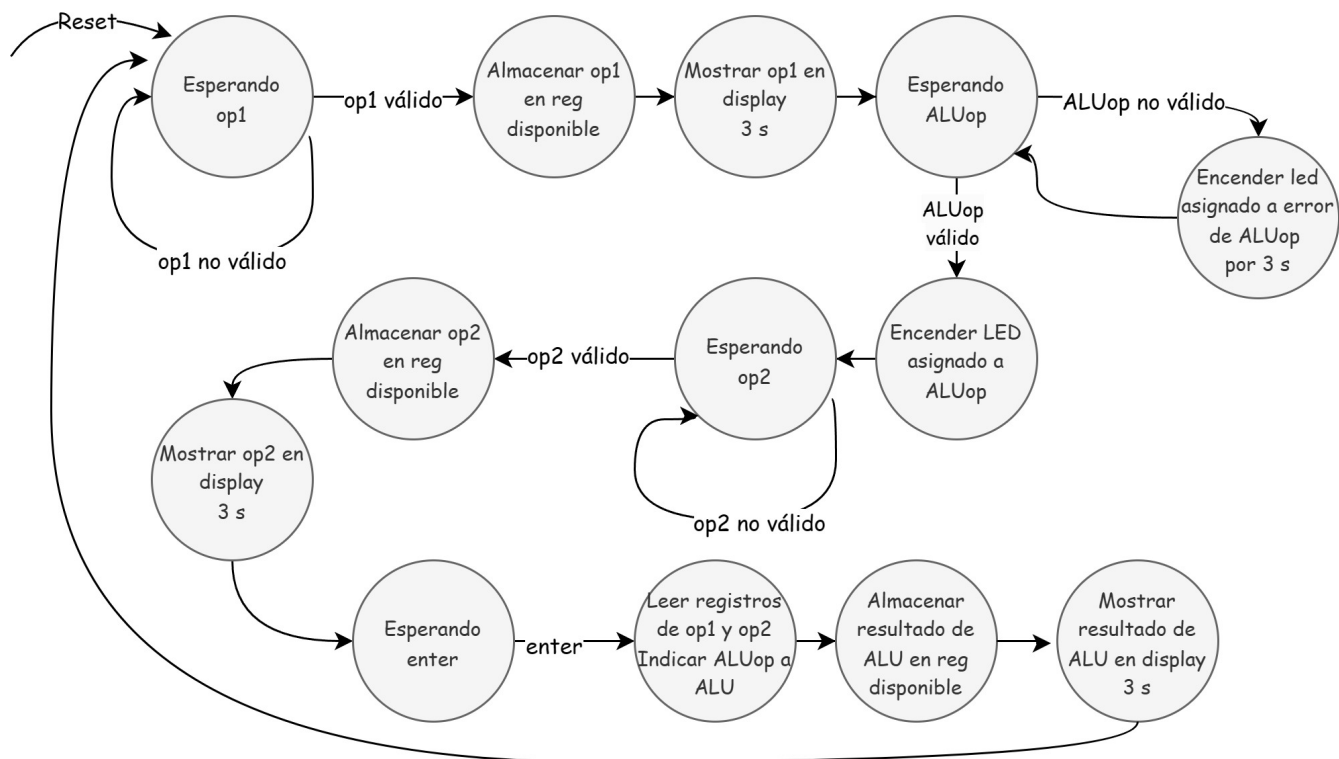 Reset
Esperando
op1
op1 válido
op1 no válido
Almacenar op1
en reg
disponible
Mostrar op1 en
display
3 s
Esperando
ALUop
ALUop no válido
Encender led
asignado a error
de ALUop
por 3 s
ALUop
válido
Encender LED
asignado a
ALUop
Esperando
op2
op2 no válido
op2 válido
Almacenar op2
en reg
disponible
Mostrar op2 en
display
3 s
Esperando
enter
enter
Leer registros
de op1 y op2
Indicar ALUop a
ALU
Almacenar
resultado de
ALU en reg
disponible
Mostrar
resultado de
ALU en display
3 s